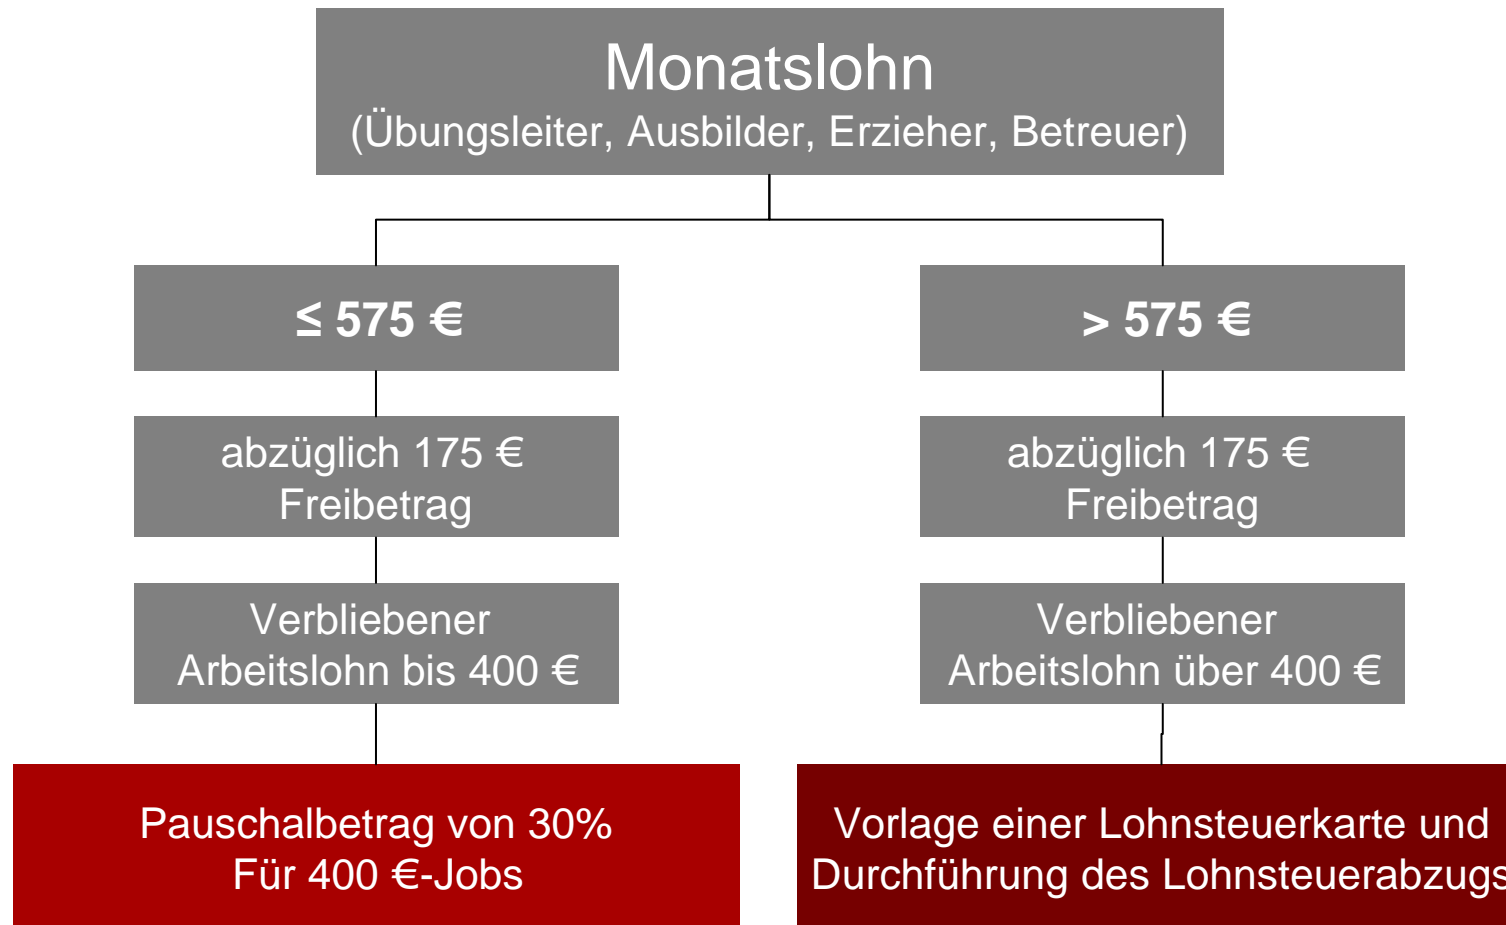 Monatslohn
(Übungsleiter, Ausbilder, Erzieher, Betreuer)
≤ 575 €
> 575 €
abzüglich 175 €
Freibetrag
abzüglich 175 €
Freibetrag
Verbliebener
Arbeitslohn bis 400 €
Verbliebener
Arbeitslohn über 400 €
Pauschalbetrag von 30%
Für 400 €-Jobs
Vorlage einer Lohnsteuerkarte und
Durchführung des Lohnsteuerabzugs